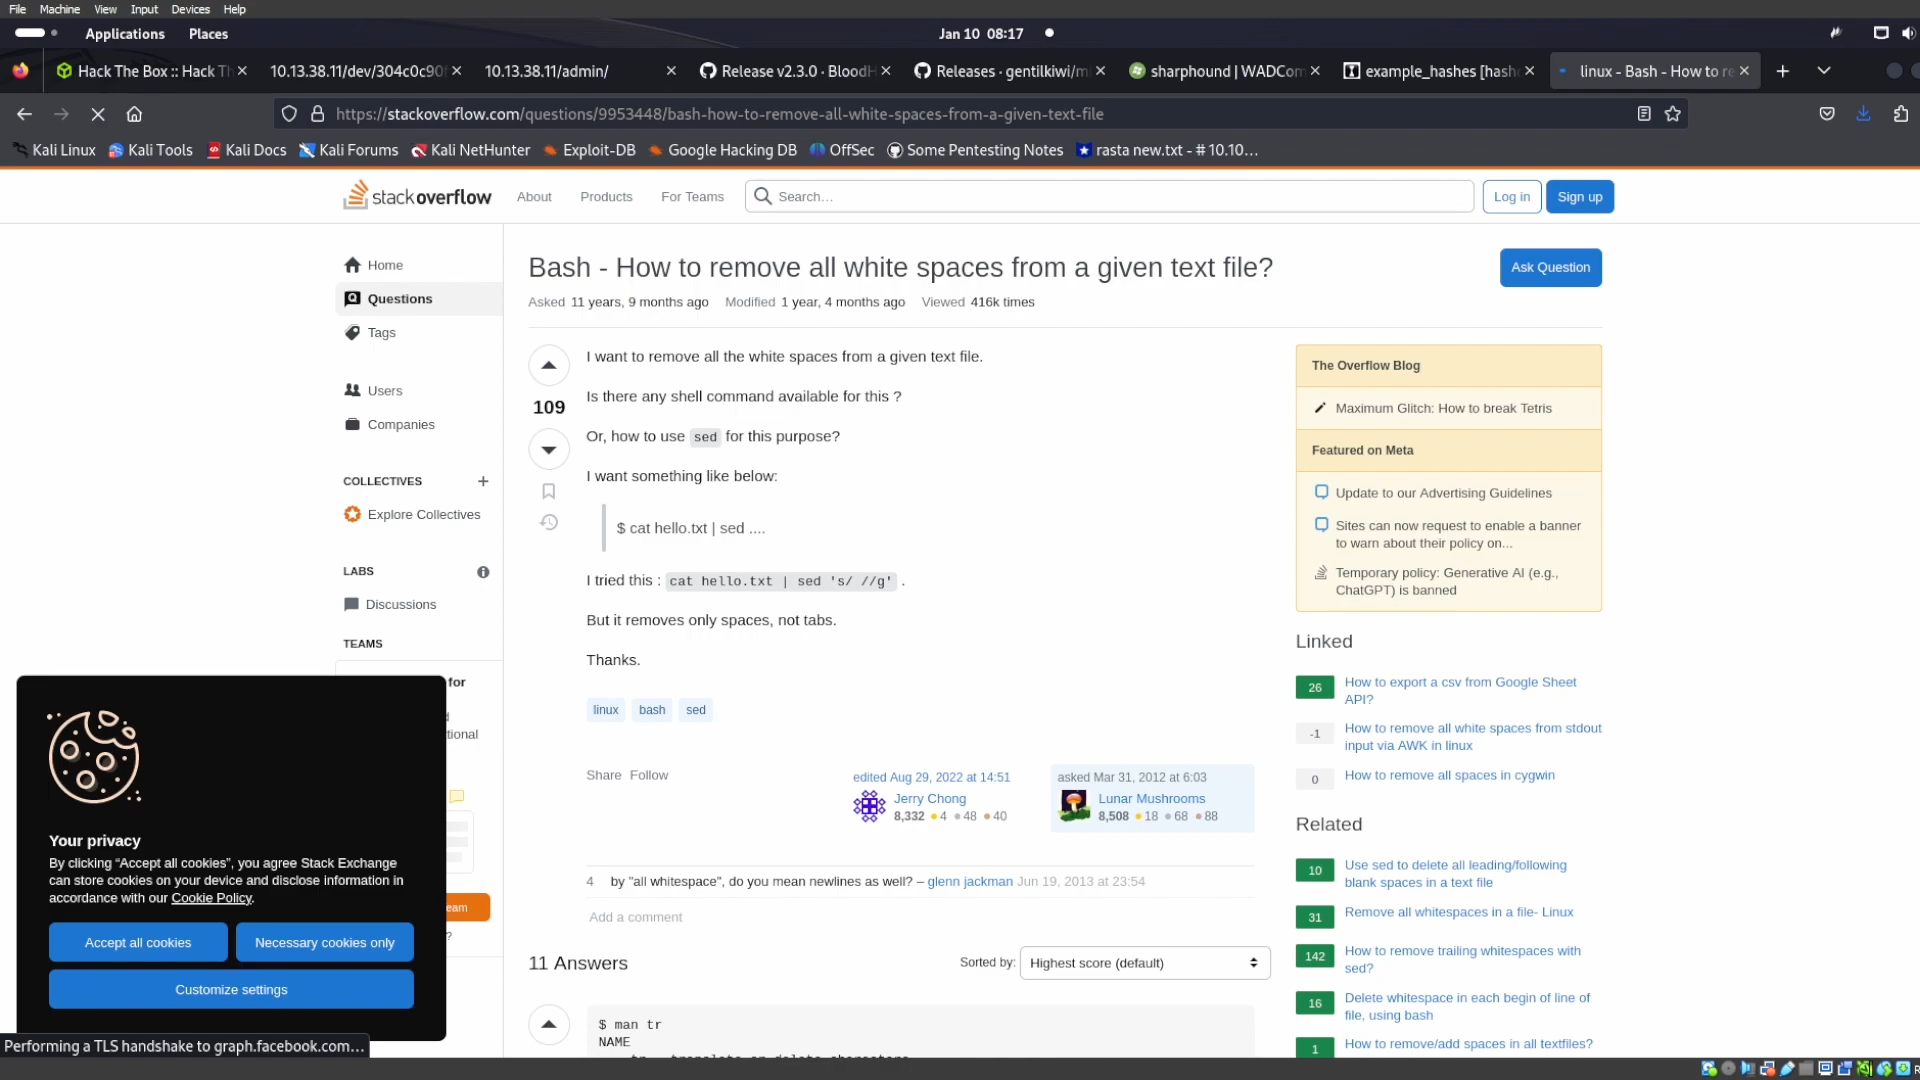 File Machine View Input Devices Help
Applications Places
Jan 10 08:17
Hack The Box :: Hack Th
10.13.38.11/dev/304c0c90f
10.13.38.11/admin/
Release v2.3.0 · BloodH
Releases · gentilkiwi/mi
sharphound | WADCom
example_hashes [hashc
linux - Bash - How to re
https://stackoverflow.com/questions/9953448/bash-how-to-remove-all-white-spaces-from-a-given-text-file
Kali Linux Kali Tools Kali Docs Kali Forums Kali NetHunter Exploit-DB Google Hacking DB OffSec Some Pentesting Notes rasta new.txt - # 10.10…
stackoverflow About Products For Teams Search… Log in Sign up
Home
Questions
Tags
Users
Companies
COLLECTIVES
Explore Collectives
LABS
Discussions
TEAMS
for
tional
eam
?
Bash - How to remove all white spaces from a given text file?
Ask Question
Asked 11 years, 9 months ago Modified 1 year, 4 months ago Viewed 416k times
109
I want to remove all the white spaces from a given text file.
Is there any shell command available for this ?
Or, how to use sed for this purpose?
I want something like below:
$ cat hello.txt | sed ....
I tried this : cat hello.txt | sed 's/ //g' .
But it removes only spaces, not tabs.
Thanks.
linux bash sed
Share Follow
edited Aug 29, 2022 at 14:51
Jerry Chong
8,332 4 48 40
asked Mar 31, 2012 at 6:03
Lunar Mushrooms
8,508 18 68 88
4 by "all whitespace", do you mean newlines as well? – glenn jackman Jun 19, 2013 at 23:54
Add a comment
11 Answers
Sorted by: Highest score (default)
$ man tr
NAME
tr - translate or delete characters
The Overflow Blog
Maximum Glitch: How to break Tetris
Featured on Meta
Update to our Advertising Guidelines
Sites can now request to enable a banner
to warn about their policy on...
Temporary policy: Generative AI (e.g.,
ChatGPT) is banned
Linked
26 How to export a csv from Google Sheet
API?
-1 How to remove all white spaces from stdout
input via AWK in linux
0 How to remove all spaces in cygwin
Related
10 Use sed to delete all leading/following
blank spaces in a text file
31 Remove all whitespaces in a file- Linux
142 How to remove trailing whitespaces with
sed?
16 Delete whitespace in each begin of line of
file, using bash
1 How to remove/add spaces in all textfiles?
Your privacy
By clicking “Accept all cookies”, you agree Stack Exchange
can store cookies on your device and disclose information in
accordance with our Cookie Policy.
Accept all cookies
Necessary cookies only
Customize settings
Performing a TLS handshake to graph.facebook.com…